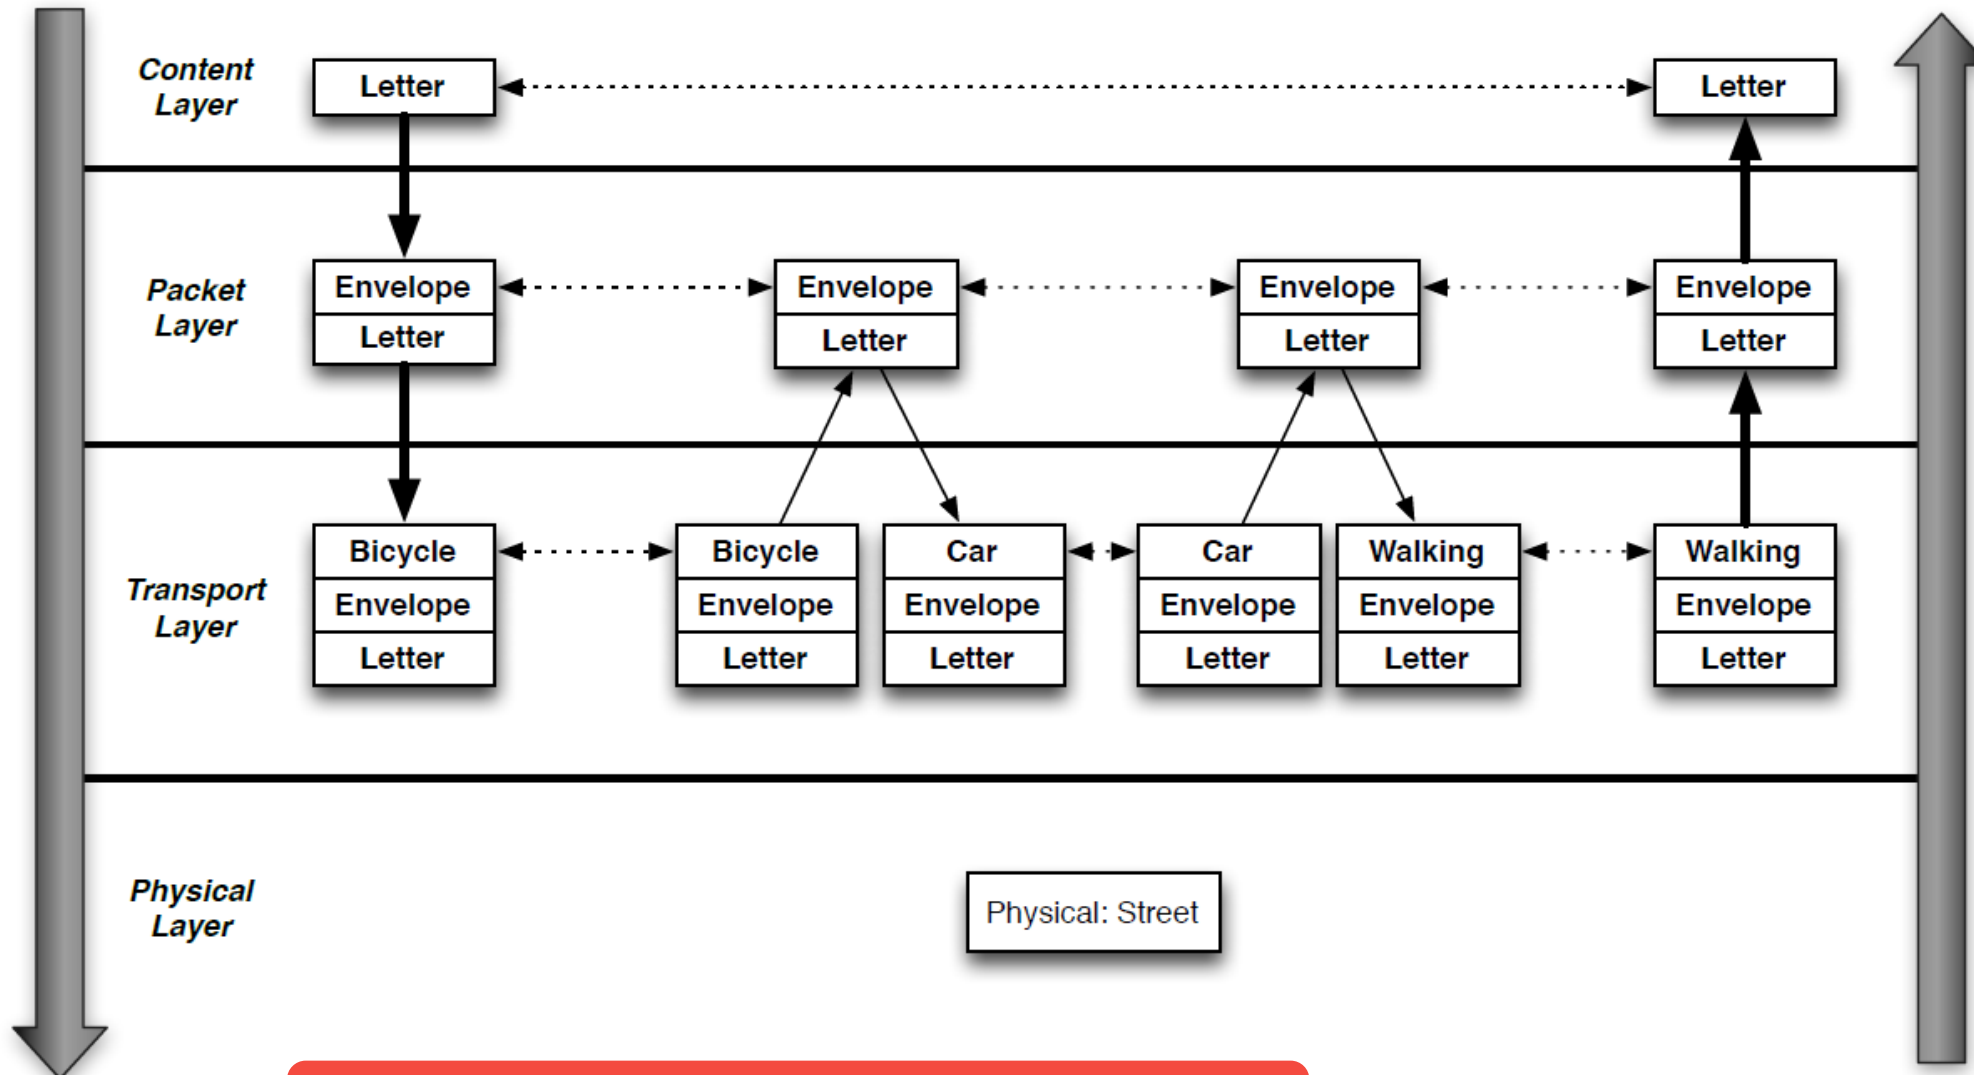 Content
Layer
Letter
Letter
Packet
Layer
Envelope
Letter
Envelope
Letter
Envelope
Letter
Envelope
Letter
Transport
Layer
Bicycle
Envelope
Letter
Bicycle
Envelope
Letter
Car
Envelope
Letter
Car
Envelope
Letter
Walking
Envelope
Letter
Walking
Envelope
Letter
Physical
Layer
Physical: Street